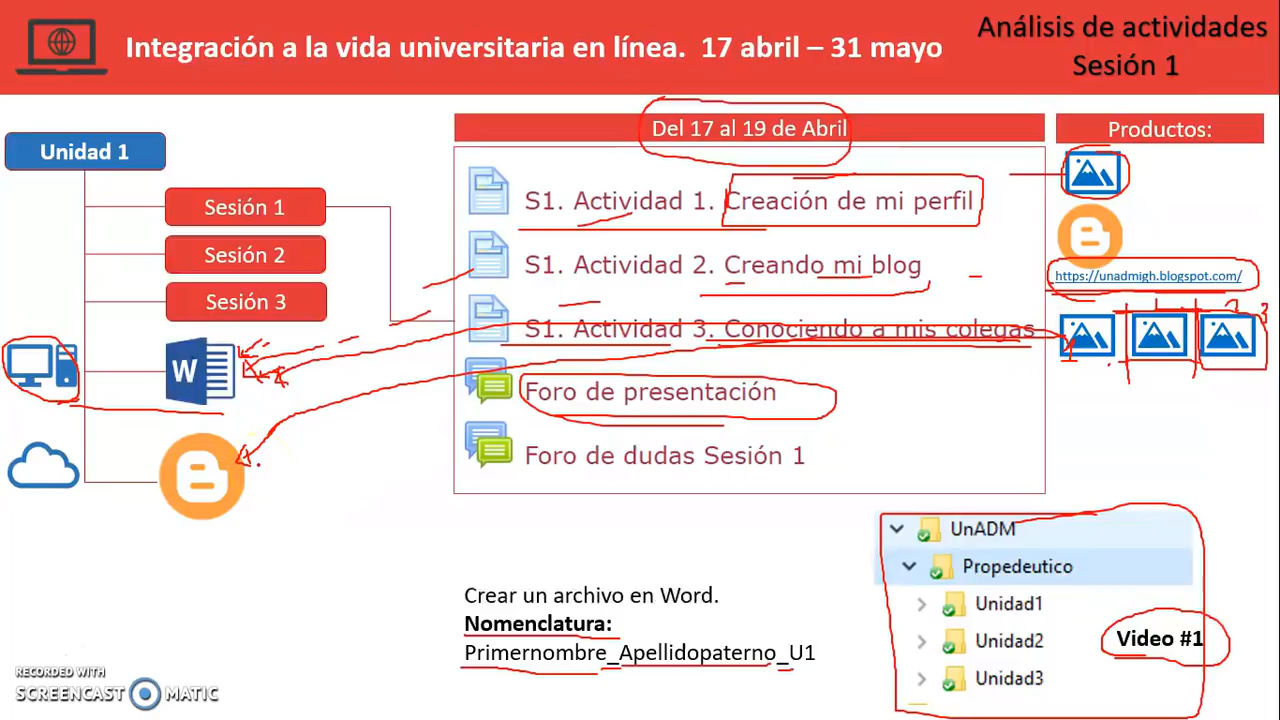 Integración a la vida universitaria en línea.  17 abril – 31 mayo
Análisis de actividades
Sesión 1
Unidad 1
Sesión 1
Sesión 2
Sesión 3
W
Del 17 al 19 de Abril
S1. Actividad 1. Creación de mi perfil
S1. Actividad 2. Creando mi blog
S1. Actividad 3. Conociendo a mis colegas
Foro de presentación
Foro de dudas Sesión 1
Productos:
https://unadmigh.blogspot.com/
1
2
3
Crear un archivo en Word.
Nomenclatura:
Primernombre_Apellidopaterno_U1
UnADM
Propedeutico
Unidad1
Unidad2
Unidad3
Video #1
RECORDED WITH
SCREENCAST MATIC